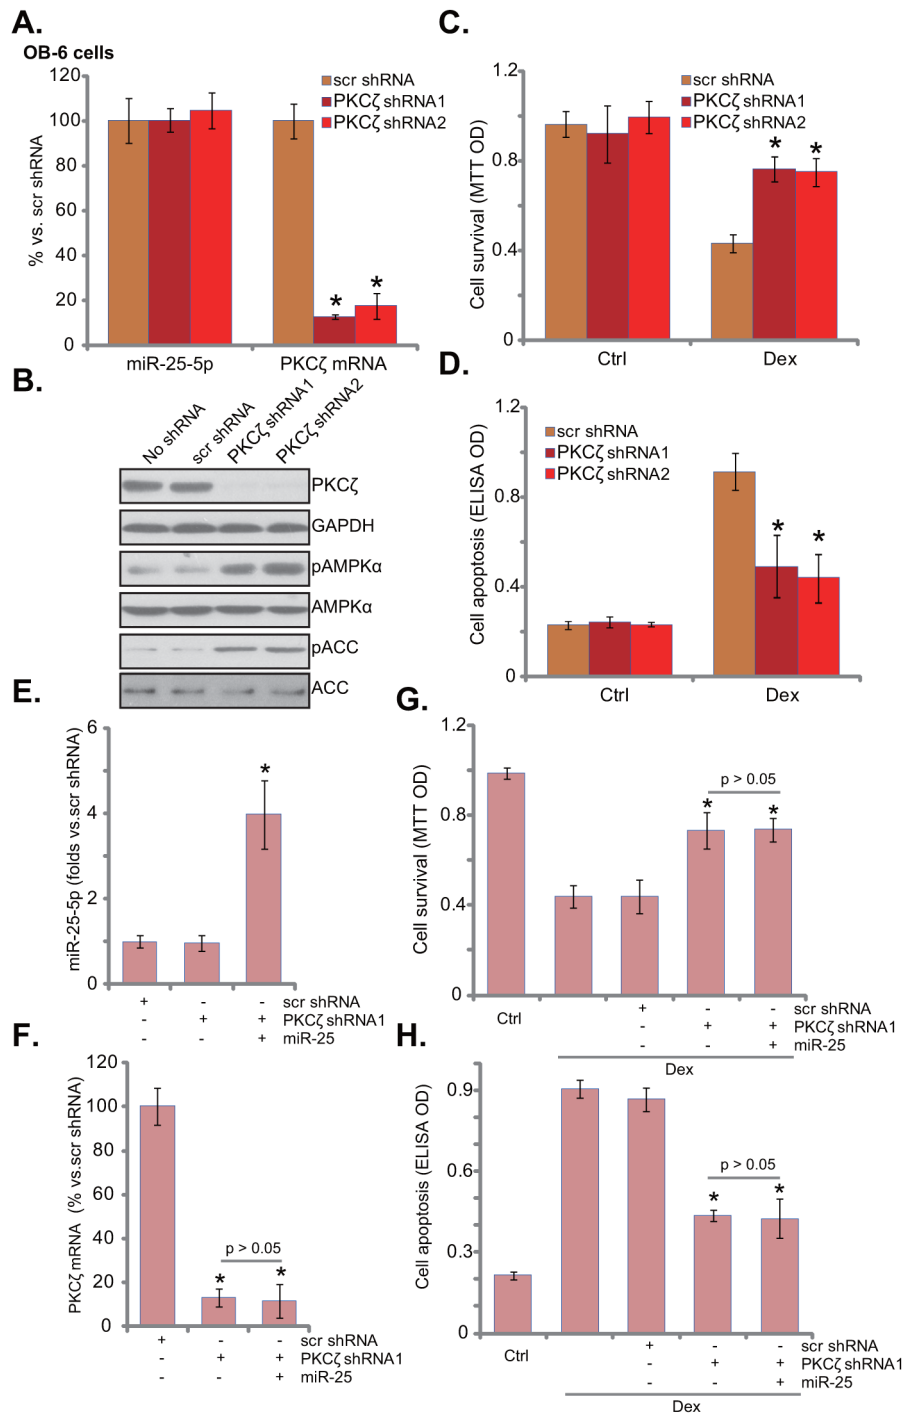 A.
OB-6 cells
% vs. scr shRNA
120
100
80
60
40
20
0
scr shRNA
PKCζ shRNA1
PKCζ shRNA2
*
*
miR-25-5p
PKCζ mRNA
B.
No shRNA
scr shRNA
PKCζ shRNA1
PKCζ shRNA2
PKCζ
GAPDH
pAMPKα
AMPKα
pACC
ACC
C.
Cell survival (MTT OD)
1.2
0.8
0.4
0
scr shRNA
PKCζ shRNA1
PKCζ shRNA2
*
*
Ctrl
Dex
D.
Cell apoptosis (ELISA OD)
1.2
0.8
0.4
0
scr shRNA
PKCζ shRNA1
PKCζ shRNA2
*
*
Ctrl
Dex
E.
miR-25-5p (folds vs.scr shRNA)
6
4
2
0
*
+ - - scr shRNA
- + + PKCζ shRNA1
- - + miR-25
F.
PKCζ mRNA (% vs.scr shRNA)
120
100
80
60
40
20
0
p > 0.05
*
*
+ - - scr shRNA
- + + PKCζ shRNA1
- - + miR-25
G.
Cell survival (MTT OD)
1.2
0.8
0.4
0
p > 0.05
*
*
Ctrl
+ - - scr shRNA
- + + PKCζ shRNA1
- - + miR-25
Dex
H.
Cell apoptosis (ELISA OD)
0.9
0.6
0.3
0
p > 0.05
*
*
Ctrl
+ - - scr shRNA
- + + PKCζ shRNA1
- - + miR-25
Dex